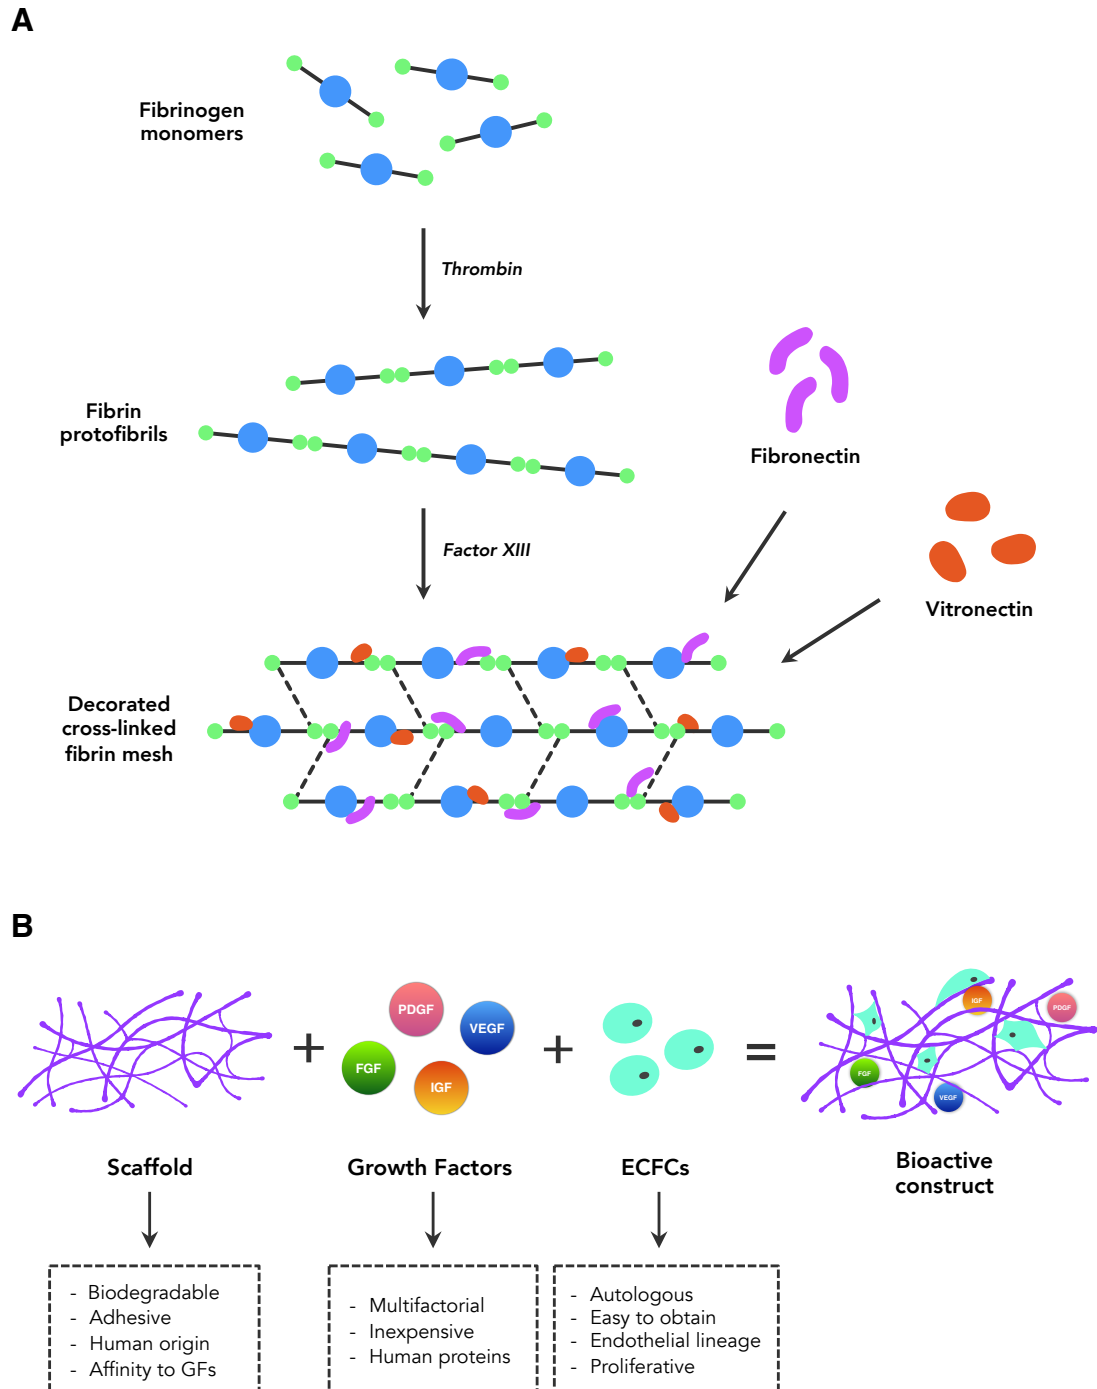 A
Fibrinogen
monomers
Thrombin
Fibrin
protofibrils
Fibronectin
Factor XIII
Vitronectin
Decorated
cross-linked
fibrin mesh
B
PDGF
VEGF
FGF
IGF
+
+
=
IGF
PDGF
FGF
VEGF
Scaffold
Growth Factors
ECFCs
Bioactive
construct
- Biodegradable
- Adhesive
- Human origin
- Affinity to GFs
- Multifactorial
- Inexpensive
- Human proteins
- Autologous
- Easy to obtain
- Endothelial lineage
- Proliferative